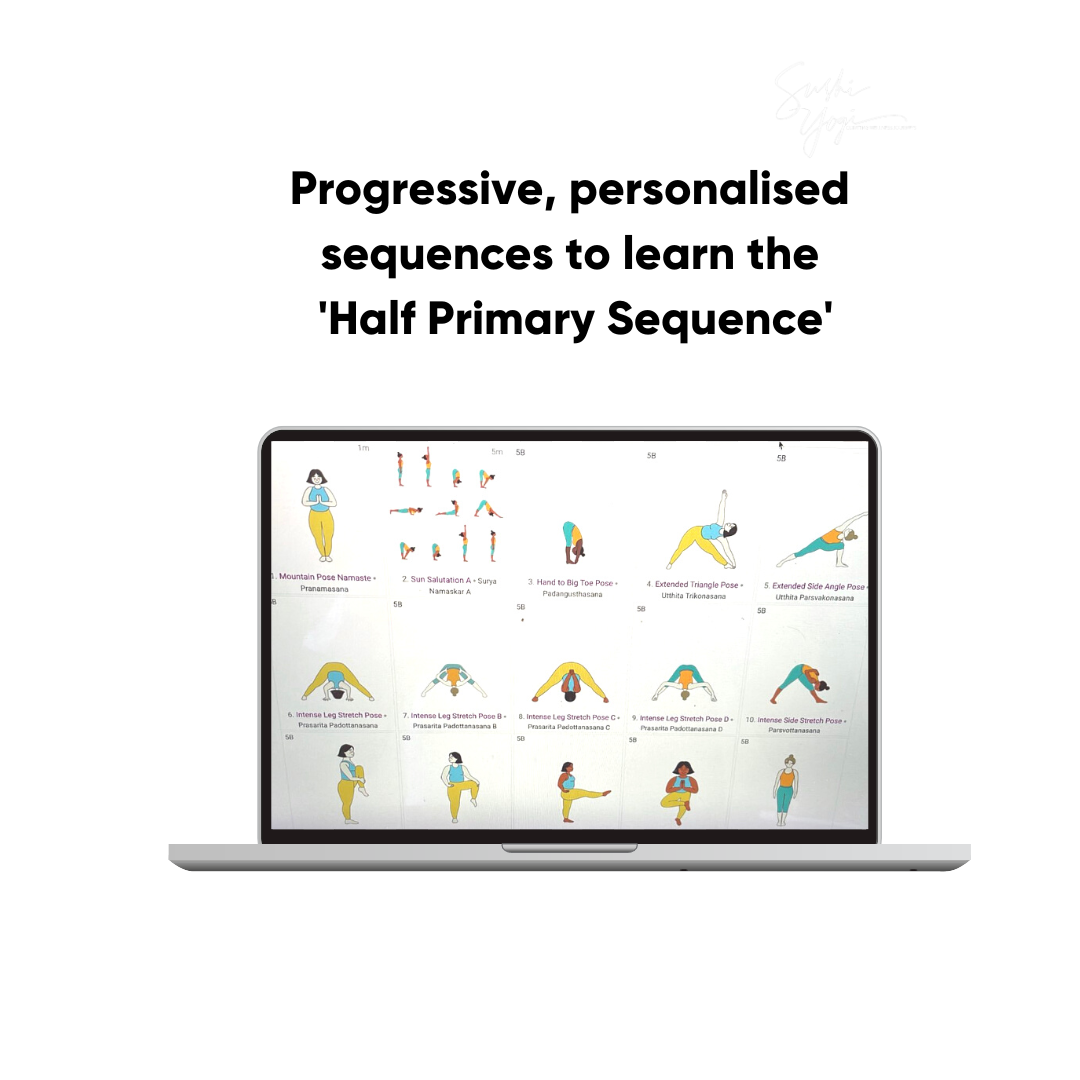 Sushi
Yogi
Progressive, personalised
sequences to learn the
'Half Primary Sequence'
1m
5m
5B
5B
5B
1. Mountain Pose Namaste •
Pranamasana
2. Sun Salutation A • Surya
Namaskar A
3. Hand to Big Toe Pose •
Padangusthasana
4. Extended Triangle Pose •
Utthita Trikonasana
5. Extended Side Angle Pose •
Utthita Parsvakonasana
5B
5B
5B
5B
5B
6. Intense Leg Stretch Pose •
Prasarita Padottanasana
7. Intense Leg Stretch Pose B •
Prasarita Padottanasana B
8. Intense Leg Stretch Pose C •
Prasarita Padottanasana C
9. Intense Leg Stretch Pose D •
Prasarita Padottanasana D
10. Intense Side Stretch Pose •
Parsvottanasana
5B
5B
5B
5B
5B